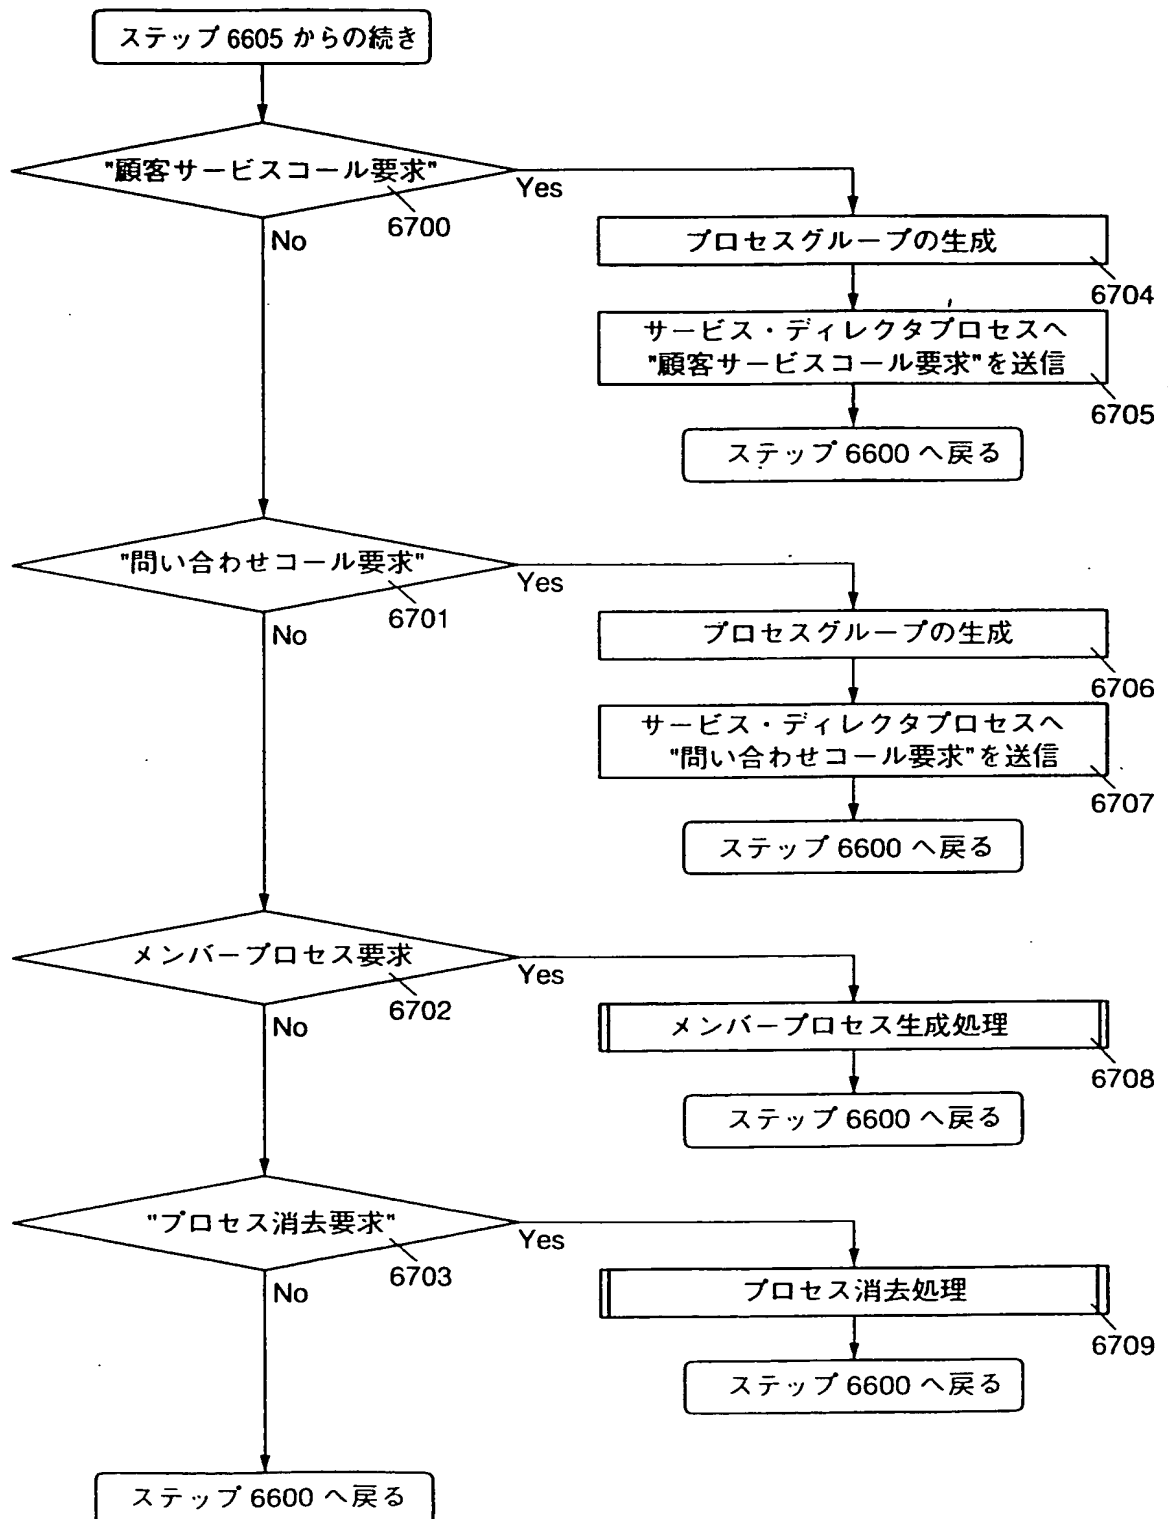 ステップ 6605 からの続き
"顧客サービスコール要求"
Yes
6700
No
プロセスグループの生成
6704
サービス・ディレクタプロセスへ
"顧客サービスコール要求"を送信
6705
ステップ 6600 へ戻る
"問い合わせコール要求"
Yes
6701
No
プロセスグループの生成
6706
サービス・ディレクタプロセスへ
"問い合わせコール要求"を送信
6707
ステップ 6600 へ戻る
メンバープロセス要求
Yes
6702
No
メンバープロセス生成処理
6708
ステップ 6600 へ戻る
"プロセス消去要求"
Yes
6703
No
プロセス消去処理
6709
ステップ 6600 へ戻る
ステップ 6600 へ戻る